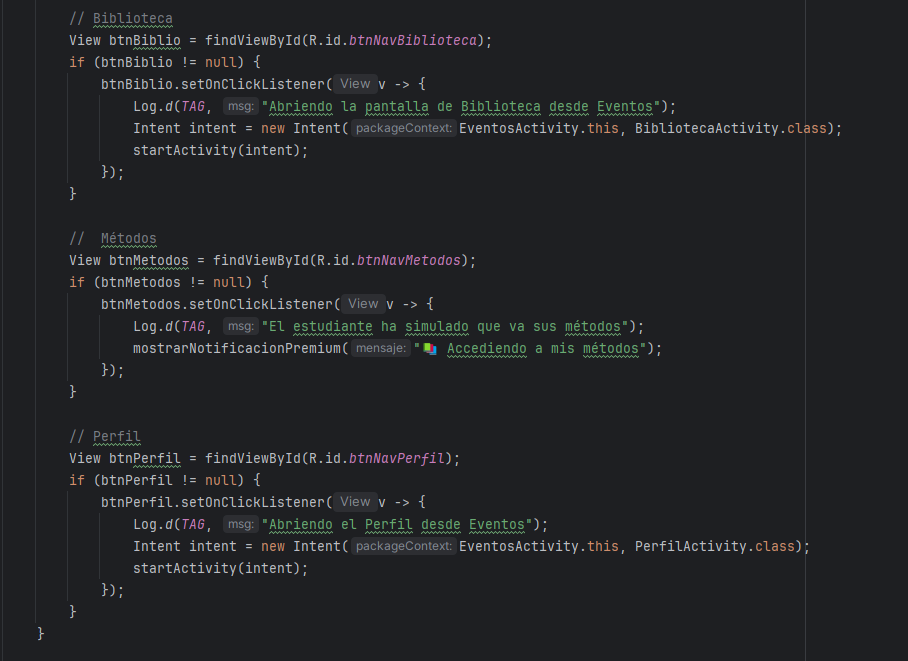 // Biblioteca
View btnBiblio = findViewById(R.id.btnNavBiblioteca);
if (btnBiblio != null) {
btnBiblio.setOnClickListener( View v -> {
Log.d(TAG, msg: "Abriendo la pantalla de Biblioteca desde Eventos");
Intent intent = new Intent( packageContext: EventosActivity.this, BibliotecaActivity.class);
startActivity(intent);
});
}
// Métodos
View btnMetodos = findViewById(R.id.btnNavMetodos);
if (btnMetodos != null) {
btnMetodos.setOnClickListener( View v -> {
Log.d(TAG, msg: "El estudiante ha simulado que va sus métodos");
mostrarNotificacionPremium( mensaje: "📚 Accediendo a mis métodos");
});
}
// Perfil
View btnPerfil = findViewById(R.id.btnNavPerfil);
if (btnPerfil != null) {
btnPerfil.setOnClickListener( View v -> {
Log.d(TAG, msg: "Abriendo el Perfil desde Eventos");
Intent intent = new Intent( packageContext: EventosActivity.this, PerfilActivity.class);
startActivity(intent);
});
}
}